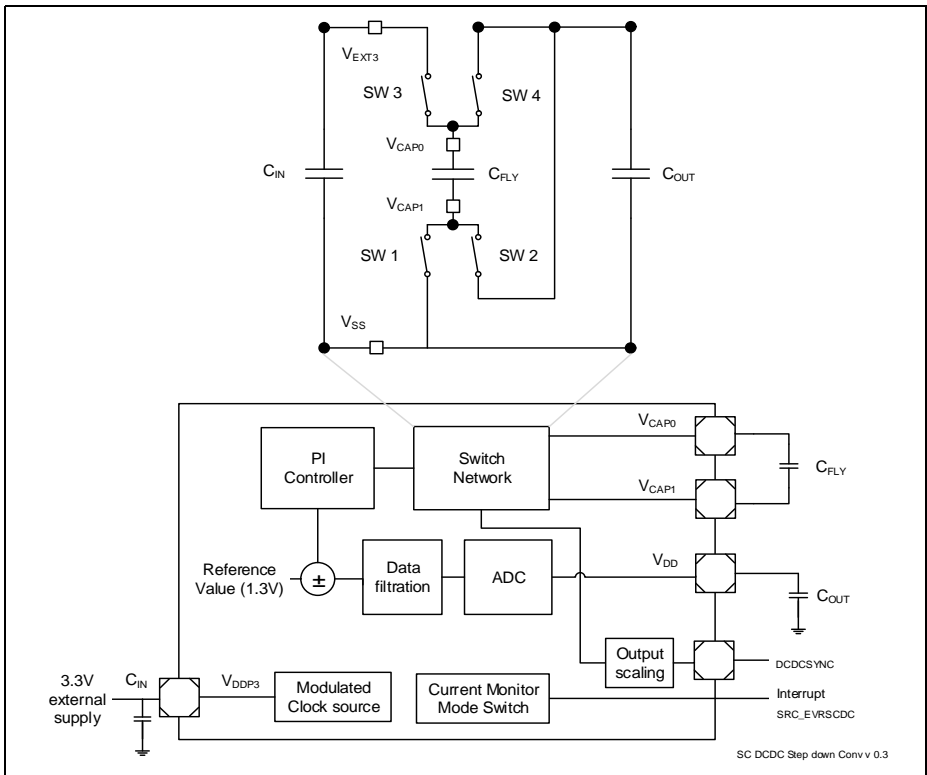 VEXT3
SW 3
SW 4
VCAP0
CIN
CFLY
COUT
VCAP1
SW 1
SW 2
VSS
PI
Controller
Switch
Network
VCAP0
CFLY
VCAP1
Reference
Value (1.3V)
±
Data
filtration
ADC
VDD
COUT
Output
scaling
DCDCSYNC
3.3V
external
supply
CIN
VDDP3
Modulated
Clock source
Current Monitor
Mode Switch
Interrupt
SRC_EVRSCDC
SC DCDC Step down Conv v 0.3